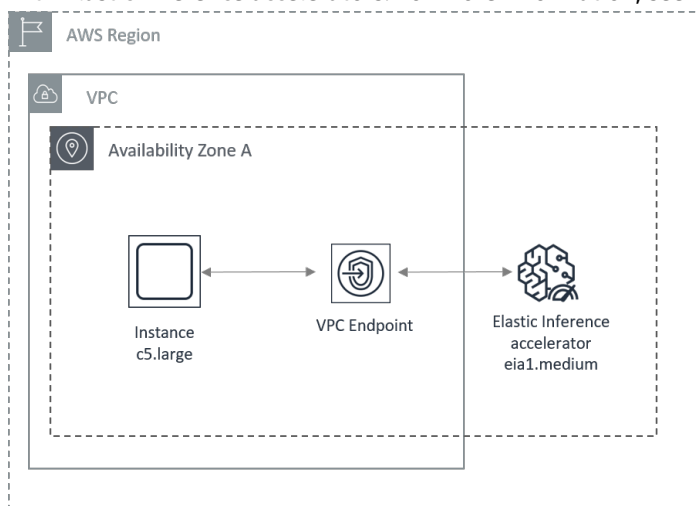 AWS Region
VPC
Availability Zone A
Instance
c5.large
VPC Endpoint
Elastic Inference
accelerator
eia1.medium